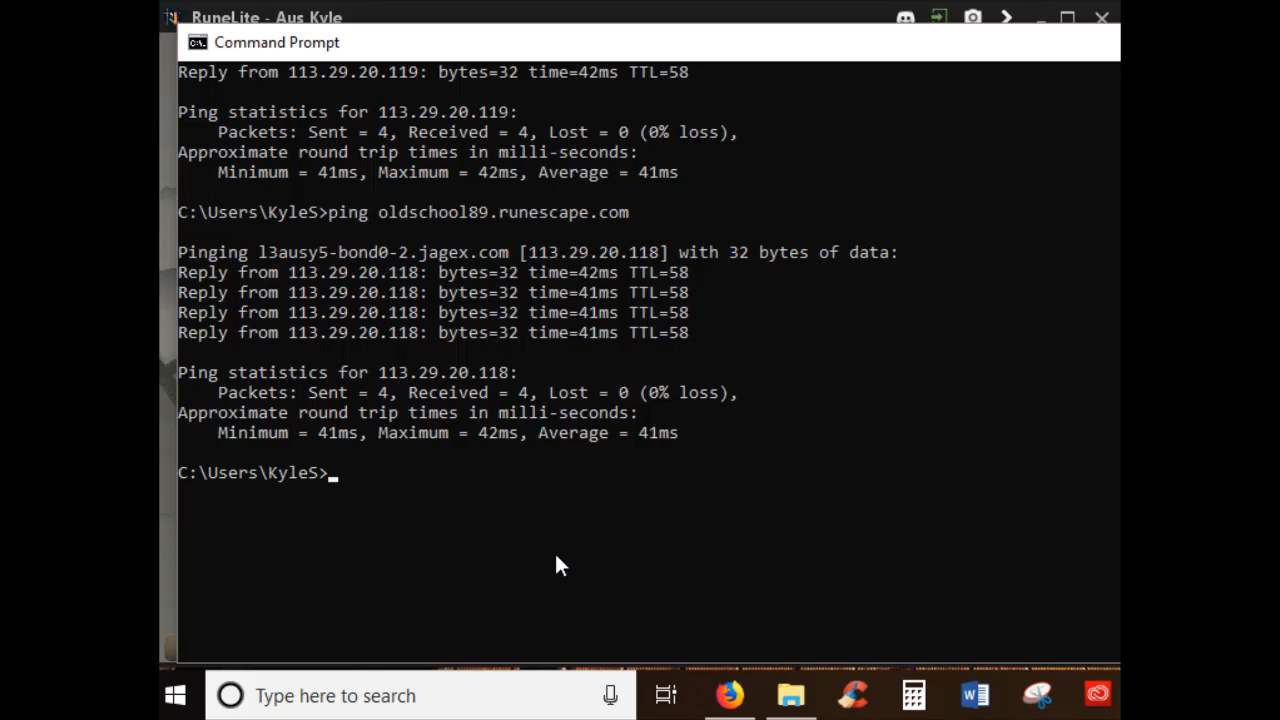 RuneLite - Aus Kyle
Command Prompt
Reply from 113.29.20.119: bytes=32 time=42ms TTL=58
Ping statistics for 113.29.20.119:
Packets: Sent = 4, Received = 4, Lost = 0 (0% loss),
Approximate round trip times in milli-seconds:
Minimum = 41ms, Maximum = 42ms, Average = 41ms
C:\Users\KyleS>ping oldschool89.runescape.com
Pinging l3ausy5-bond0-2.jagex.com [113.29.20.118] with 32 bytes of data:
Reply from 113.29.20.118: bytes=32 time=42ms TTL=58
Reply from 113.29.20.118: bytes=32 time=41ms TTL=58
Reply from 113.29.20.118: bytes=32 time=41ms TTL=58
Reply from 113.29.20.118: bytes=32 time=41ms TTL=58
Ping statistics for 113.29.20.118:
Packets: Sent = 4, Received = 4, Lost = 0 (0% loss),
Approximate round trip times in milli-seconds:
Minimum = 41ms, Maximum = 42ms, Average = 41ms
C:\Users\KyleS>
Type here to search